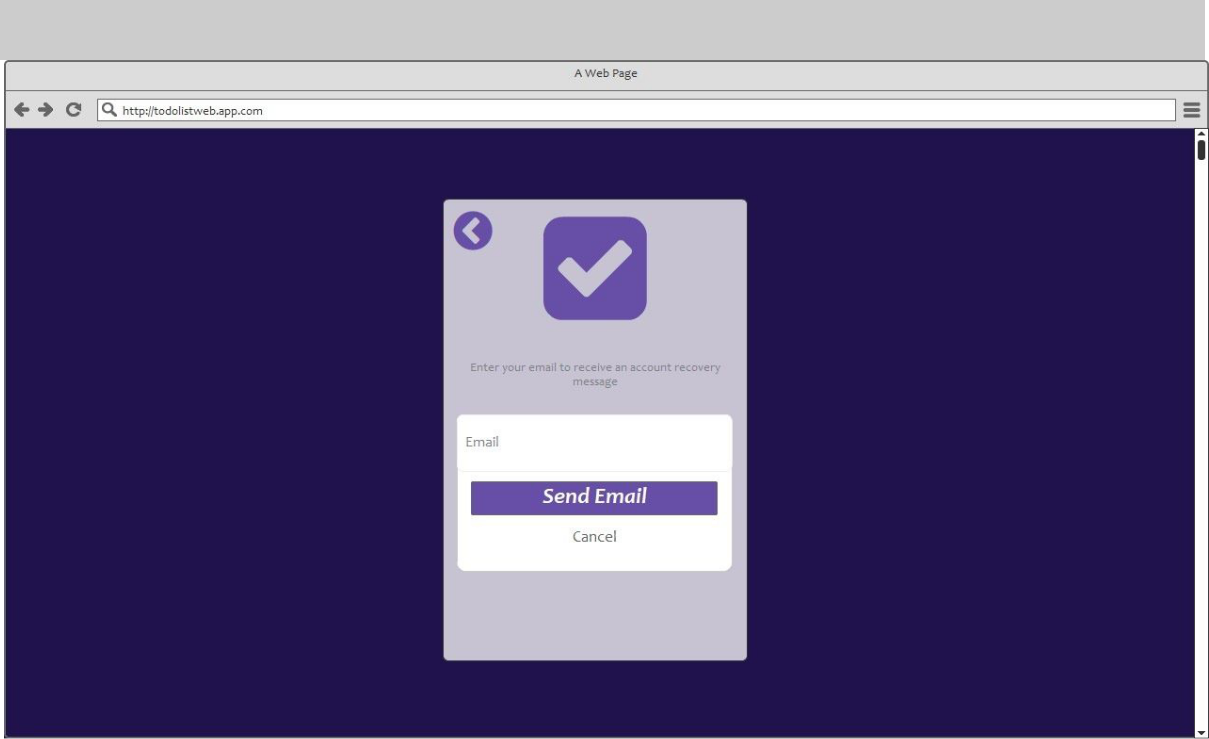 A Web Page
http://todolistweb.app.com
Enter your email to receive an account recovery
message
Email
Send Email
Cancel